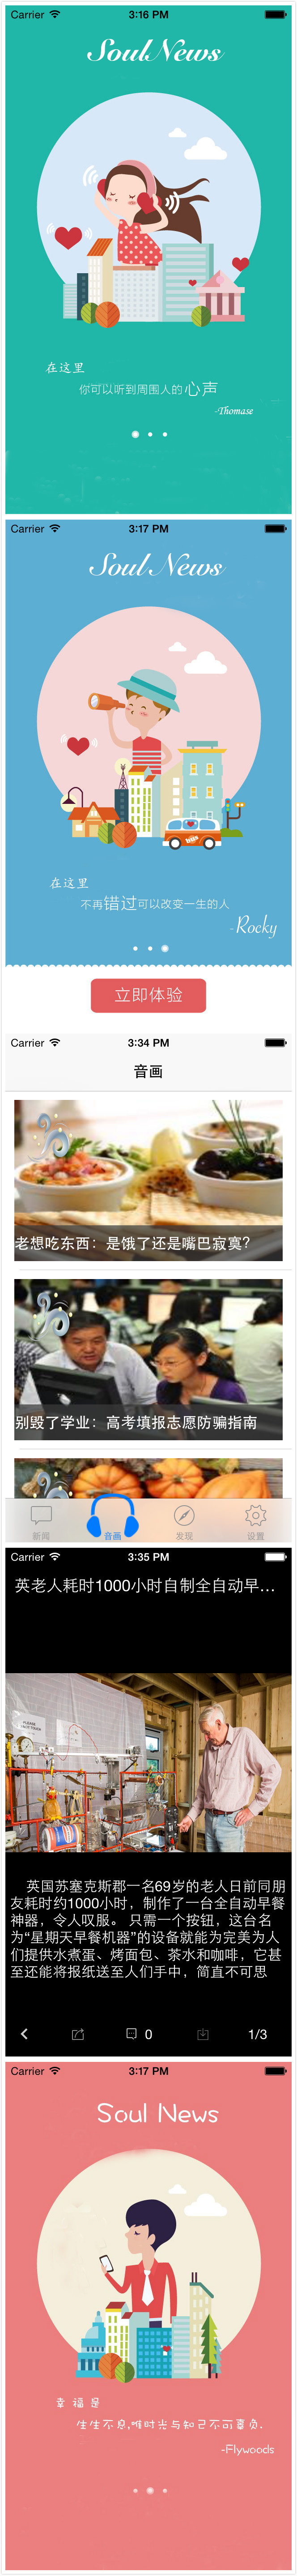 Carrier 3:16 PM
Soul News
在这里
你可以听到周围人的心声
-Thomase
Carrier 3:17 PM
Soul News
在这里
不再错过可以改变一生的人
-Rocky
立即体验
Carrier 3:34 PM
音画
老想吃东西：是饿了还是嘴巴寂寞？
别毁了学业：高考填报志愿防骗指南
新闻 音画 发现 设置
Carrier 3:35 PM
英老人耗时1000小时自制全自动早...
英国苏塞克斯郡一名69岁的老人日前同朋
友耗时约1000小时，制作了一台全自动早餐
神器，令人叹服。 只需一个按钮，这台名
为“星期天早餐机器”的设备就能为完美为人
们提供水煮蛋、烤面包、茶水和咖啡，它甚
至还能将报纸送至人们手中，简直不可思
0 1/3
Carrier 3:17 PM
Soul News
幸福是
生生不息,唯时光与知己不可辜负.
-Flywoods